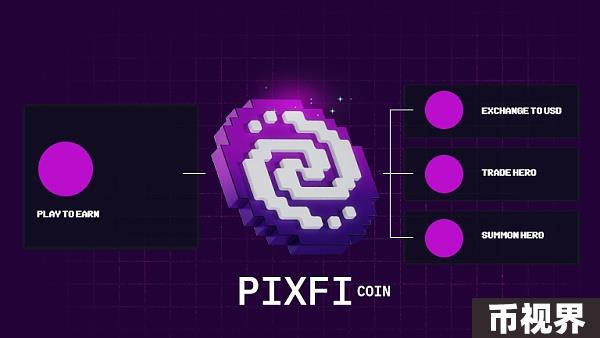 PLAY TO EARN
EXCHANGE TO USD
TRADE HERO
SUMMON HERO
PIXFI COIN
币视界